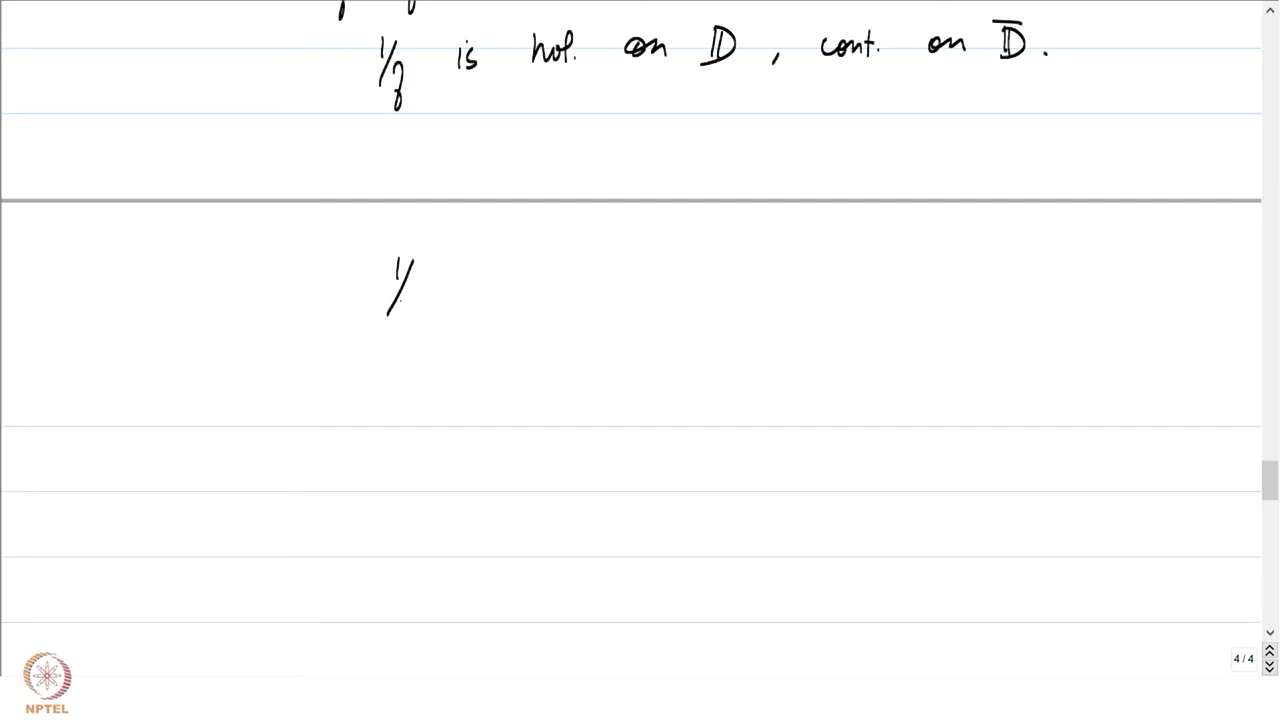 1/f is hol. on 𝔻, cont. on 𝔻̅.
1/
4 / 4
NPTEL